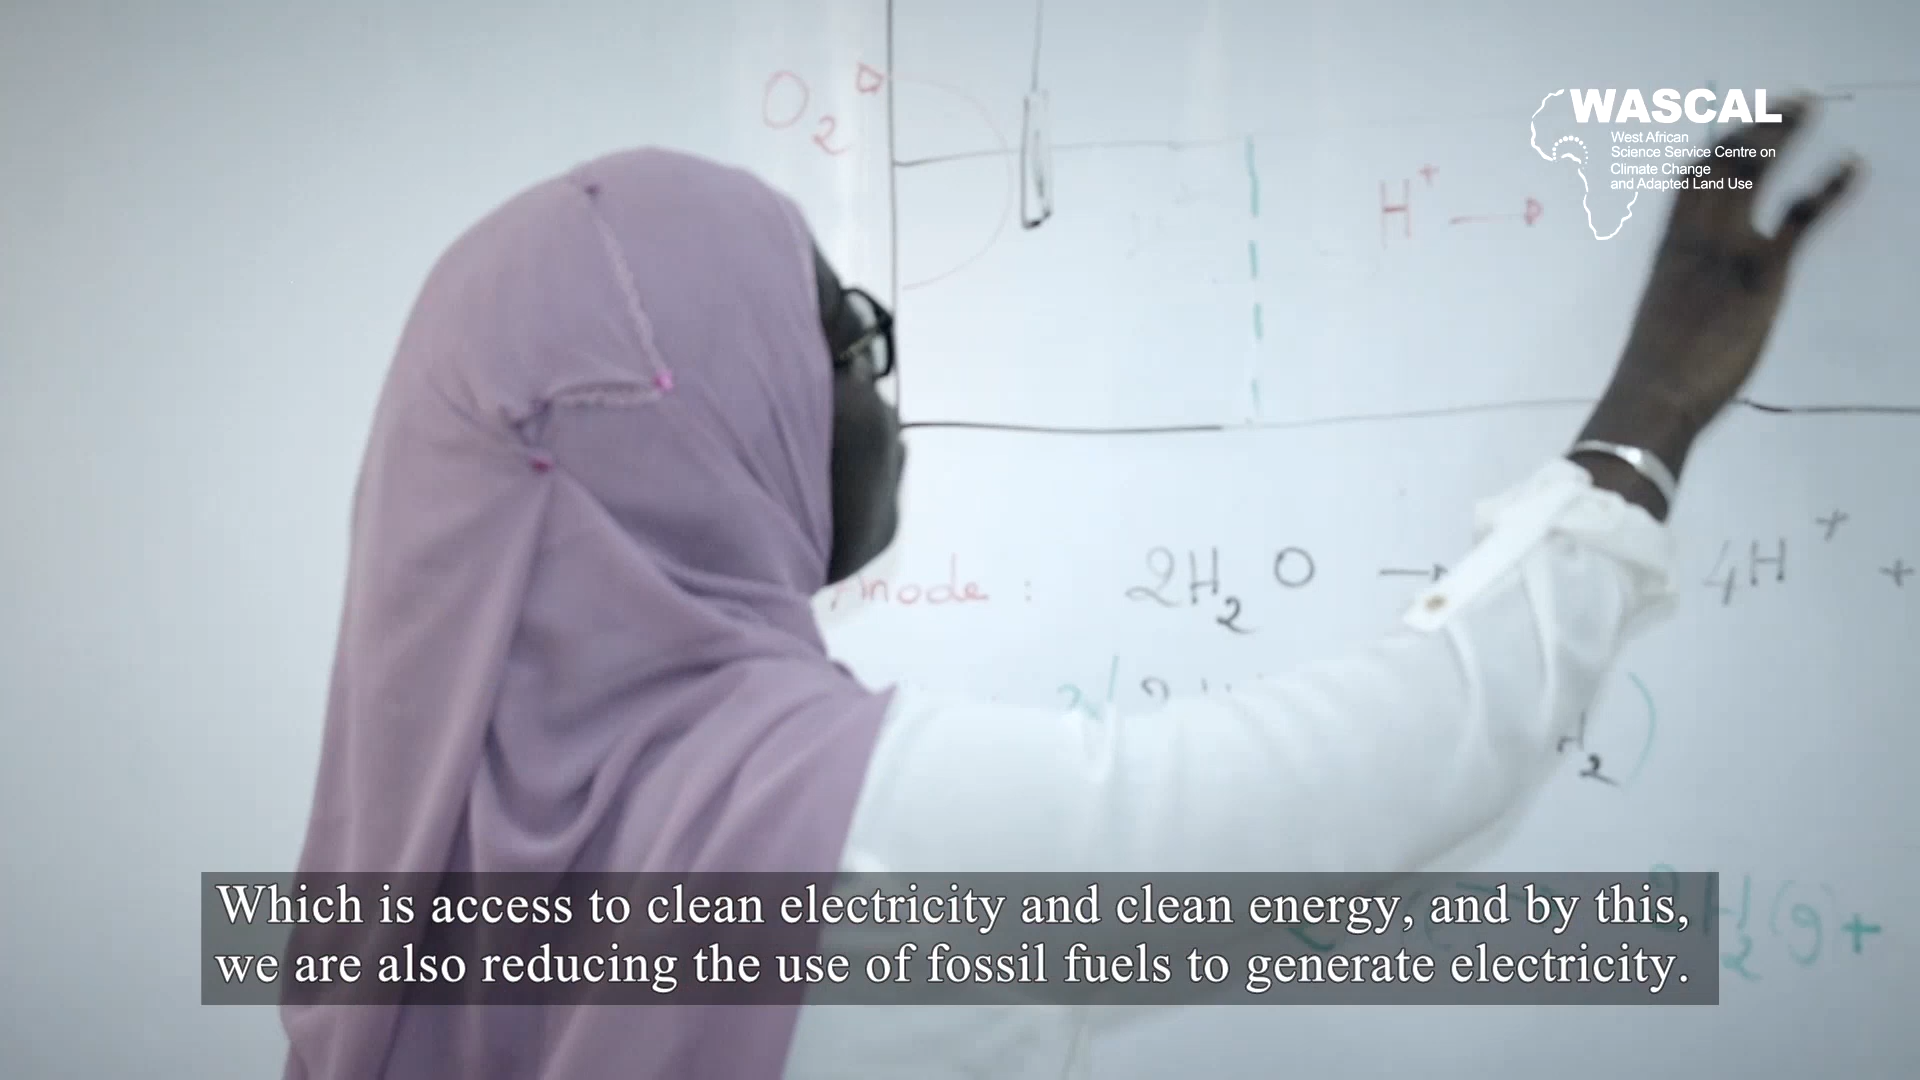 O2
WASCAL
West African
Science Service Centre on
Climate Change
and Adapted Land Use
H+ →
Anode : 2H2O → 4H+ +
H2)
2H2(g)+
Which is access to clean electricity and clean energy, and by this,
we are also reducing the use of fossil fuels to generate electricity.